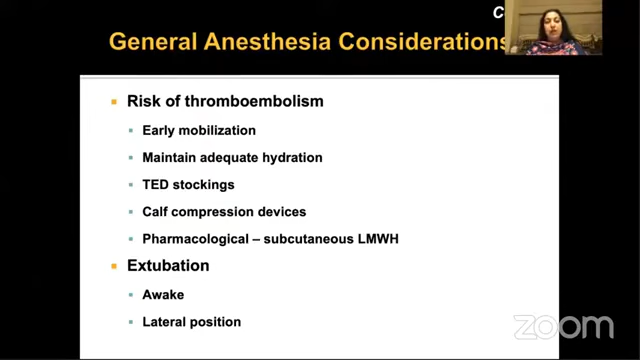 General Anesthesia Considerations
Risk of thromboembolism
Early mobilization
Maintain adequate hydration
TED stockings
Calf compression devices
Pharmacological – subcutaneous LMWH
Extubation
Awake
Lateral position
zoom